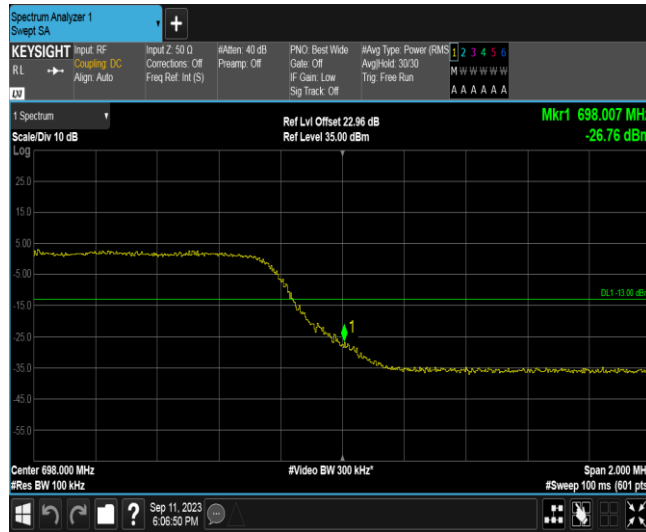 Spectrum Analyzer 1
Swept SA
KEYSIGHT
R L
LXI
Input: RF
Coupling: DC
Align: Auto
Input Z: 50 Ω
Corrections: Off
Freq Ref: Int (S)
#Atten: 40 dB
Preamp: Off
PNO: Best Wide
Gate: Off
IF Gain: Low
Sig Track: Off
#Avg Type: Power (RMS
Avg|Hold: 30/30
Trig: Free Run
1 2 3 4 5 6
M W W W W W
A A A A A A
1 Spectrum
Scale/Div 10 dB
Log
Ref Lvl Offset 22.96 dB
Ref Level 35.00 dBm
Mkr1 698.007 MHz
-26.76 dBm
25.0
15.0
5.00
-5.00
-15.0
-25.0
-35.0
-45.0
-55.0
DL1 -13.00 dBm
1
Center 698.000 MHz
#Res BW 100 kHz
#Video BW 300 kHz*
Span 2.000 MH
#Sweep 100 ms (601 pts
?
Sep 11, 2023
6:06:50 PM